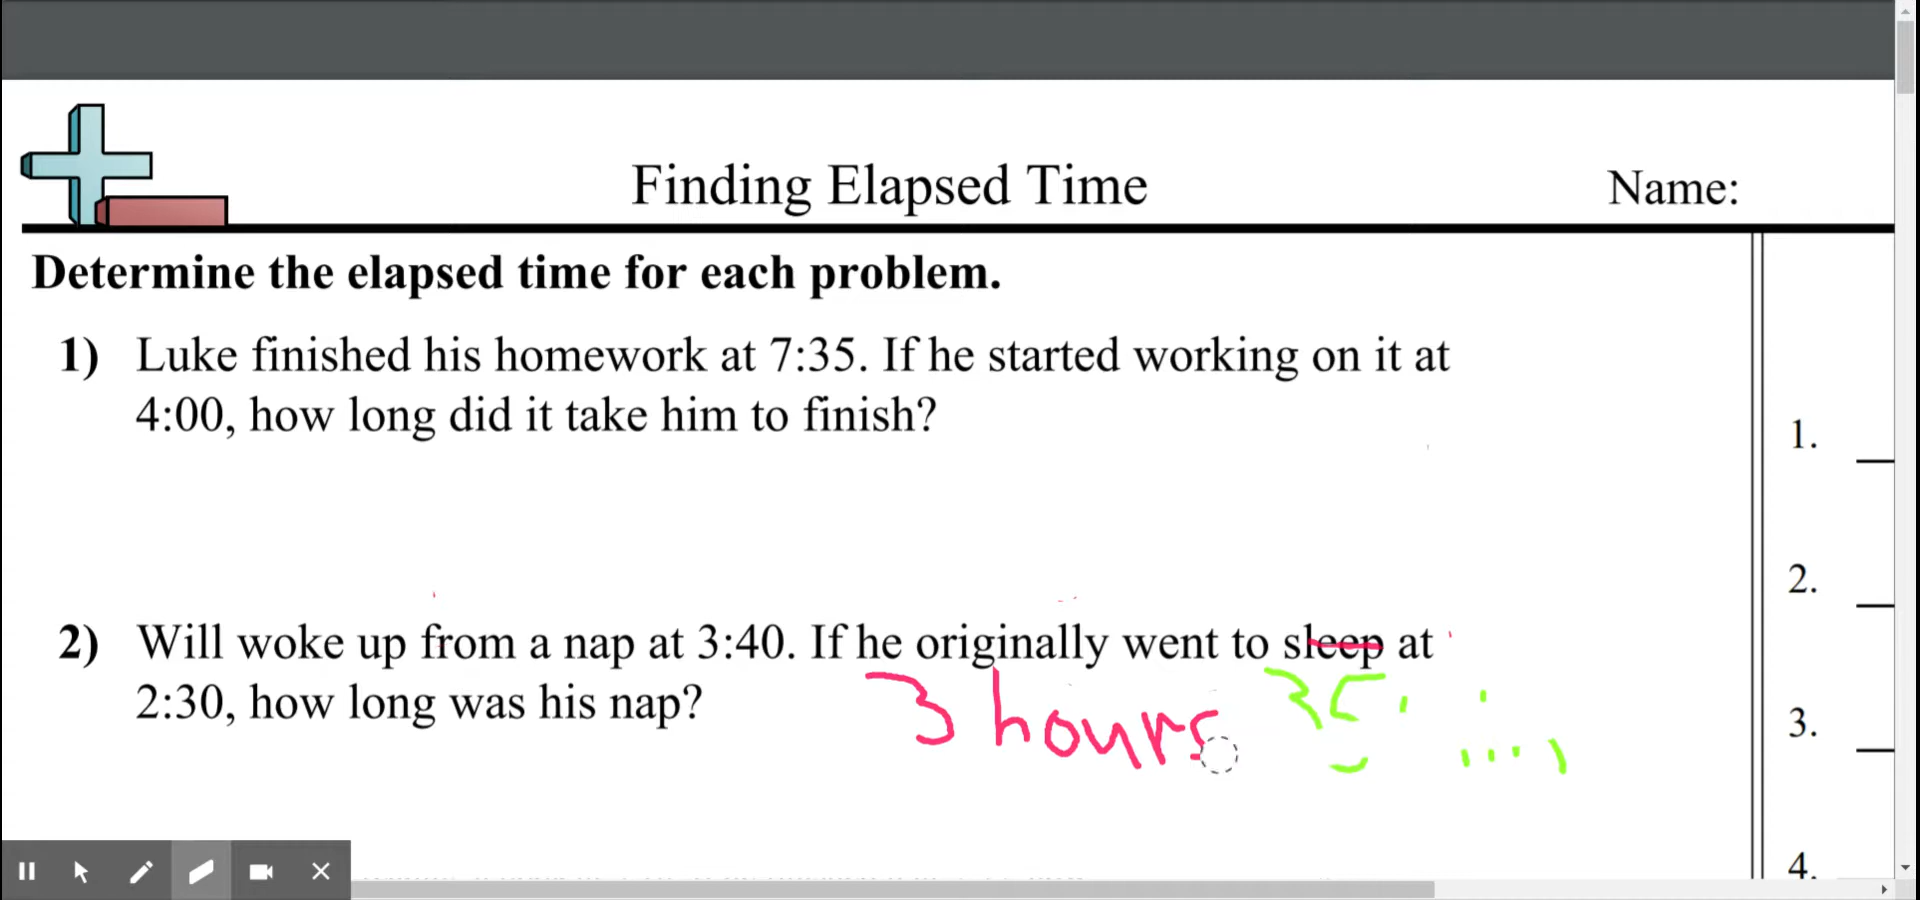 Finding Elapsed Time
Name:
Determine the elapsed time for each problem.
1) Luke finished his homework at 7:35. If he started working on it at
4:00, how long did it take him to finish?
1.
2.
2) Will woke up from a nap at 3:40. If he originally went to sleep at
2:30, how long was his nap?
3 hours 35
3.
4.